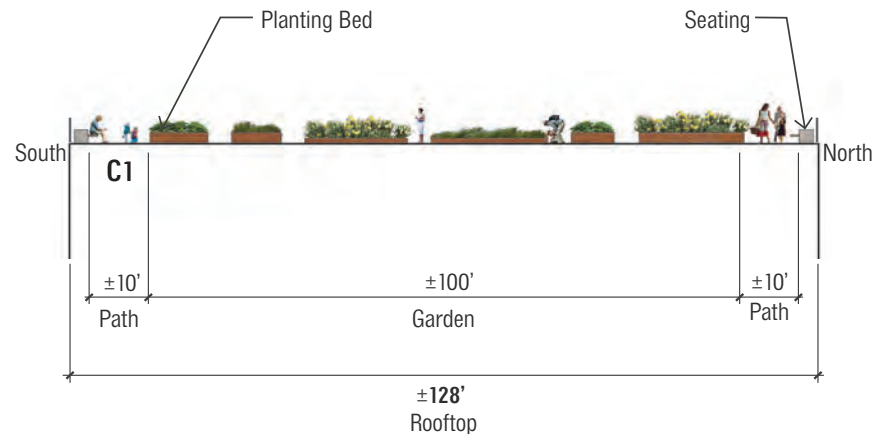 Planting Bed
Seating
South
North
C1
±10’
±100’
±10’
Path
Garden
Path
±128’
Rooftop